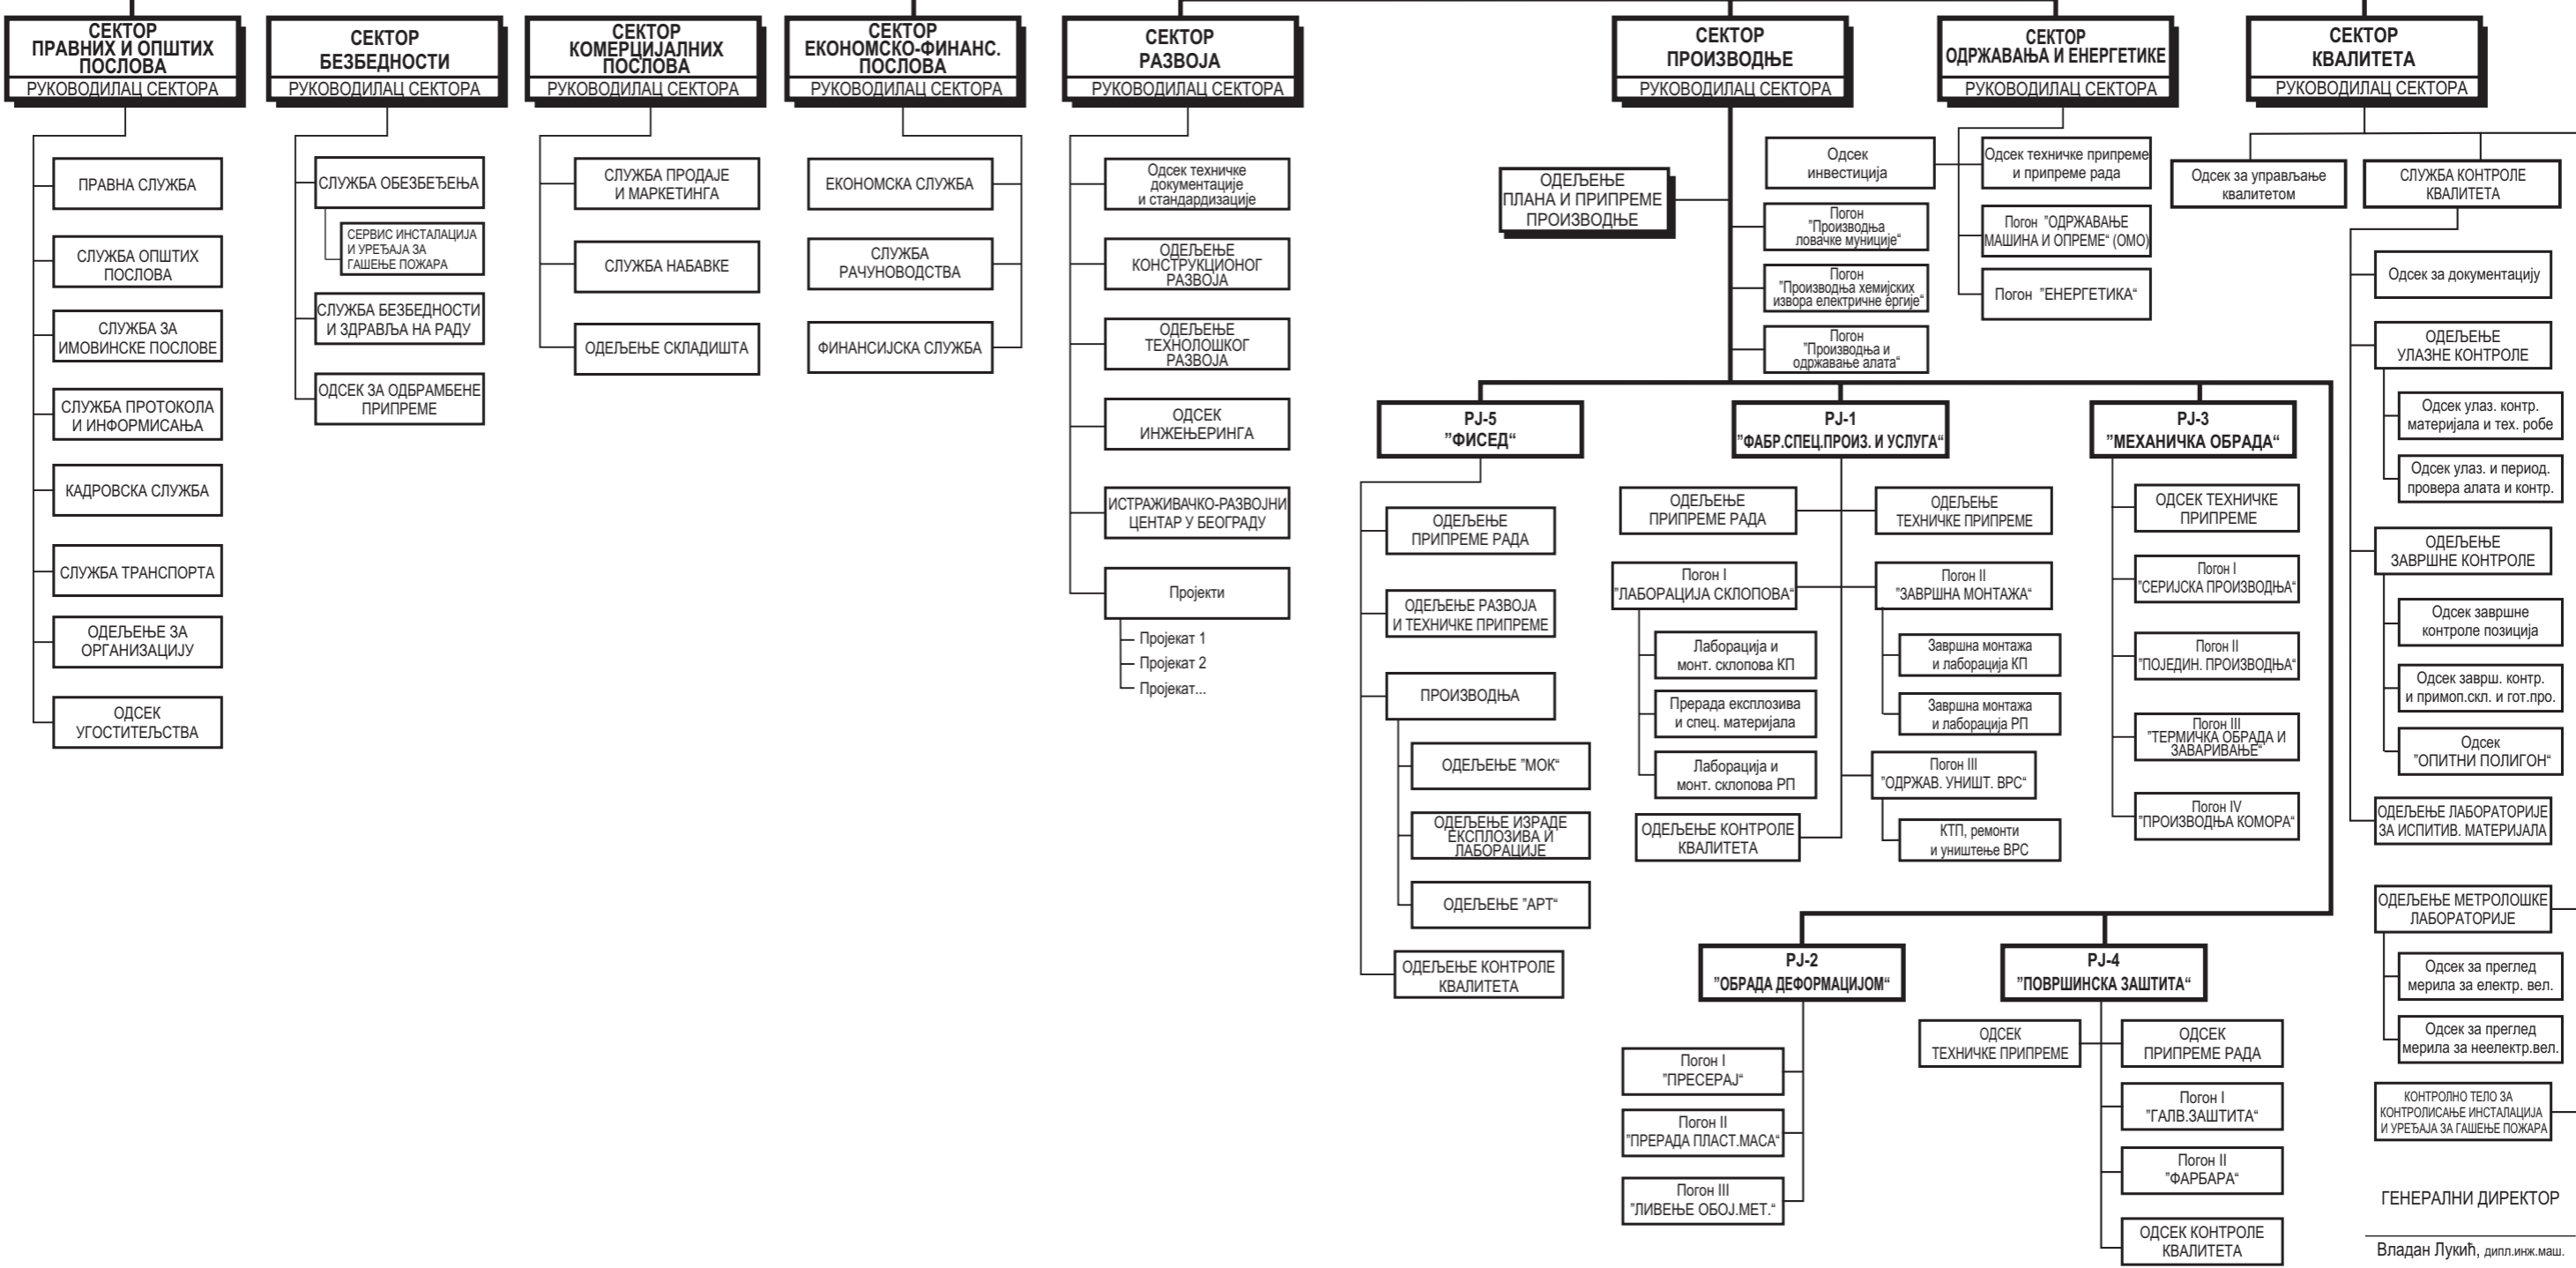 СЕКТОР
ПРАВНИХ И ОПШТИХ
ПОСЛОВА
РУКОВОДИЛАЦ СЕКТОРА
ПРАВНА СЛУЖБА
СЛУЖБА ОПШТИХ
ПОСЛОВА
СЛУЖБА ЗА
ИМОВИНСКЕ ПОСЛОВЕ
СЛУЖБА ПРОТОКОЛА
И ИНФОРМИСАЊА
КАДРОВСКА СЛУЖБА
СЛУЖБА ТРАНСПОРТА
ОДЕЉЕЊЕ ЗА
ОРГАНИЗАЦИЈУ
ОДСЕК
УГОСТИТЕЉСТВА
СЕКТОР
БЕЗБЕДНОСТИ
РУКОВОДИЛАЦ СЕКТОРА
СЛУЖБА ОБЕЗБЕЂЕЊА
СЕРВИС ИНСТАЛАЦИЈА
И УРЕЂАЈА ЗА
ГАШЕЊЕ ПОЖАРА
СЛУЖБА БЕЗБЕДНОСТИ
И ЗДРАВЉА НА РАДУ
ОДСЕК ЗА ОДБРАМБЕНЕ
ПРИПРЕМЕ
СЕКТОР
КОМЕРЦИЈАЛНИХ
ПОСЛОВА
РУКОВОДИЛАЦ СЕКТОРА
СЛУЖБА ПРОДАЈЕ
И МАРКЕТИНГА
СЛУЖБА НАБАВКЕ
ОДЕЉЕЊЕ СКЛАДИШТА
СЕКТОР
ЕКОНОМСКО-ФИНАНС.
ПОСЛОВА
РУКОВОДИЛАЦ СЕКТОРА
ЕКОНОМСКА СЛУЖБА
СЛУЖБА
РАЧУНОВОДСТВА
ФИНАНСИЈСКА СЛУЖБА
СЕКТОР
РАЗВОЈА
РУКОВОДИЛАЦ СЕКТОРА
Одсек техничке
документације
и стандардизације
ОДЕЉЕЊЕ
КОНСТРУКЦИОНОГ
РАЗВОЈА
ОДЕЉЕЊЕ
ТЕХНОЛОШКОГ
РАЗВОЈА
ОДСЕК
ИНЖЕЊЕРИНГА
ИСТРАЖИВАЧКО-РАЗВОЈНИ
ЦЕНТАР У БЕОГРАДУ
Пројекти
Пројекат 1
Пројекат 2
Пројекат...
СЕКТОР
ПРОИЗВОДЊЕ
РУКОВОДИЛАЦ СЕКТОРА
ОДЕЉЕЊЕ
ПЛАНА И ПРИПРЕМЕ
ПРОИЗВОДЊЕ
Одсек
инвестиција
Погон
"Производња
ловачке муниције“
Погон
"Производња хемијских
извора електричне ергије“
Погон
"Производња и
одржавање алата“
СЕКТОР
ОДРЖАВАЊА И ЕНЕРГЕТИКЕ
РУКОВОДИЛАЦ СЕКТОРА
Одсек техничке припреме
и припреме рада
Погон "ОДРЖАВАЊЕ
МАШИНА И ОПРЕМЕ“ (ОМО)
Погон "ЕНЕРГЕТИКА“
РЈ-5
"ФИСЕД“
ОДЕЉЕЊЕ
ПРИПРЕМЕ РАДА
ОДЕЉЕЊЕ РАЗВОЈА
И ТЕХНИЧКЕ ПРИПРЕМЕ
ПРОИЗВОДЊА
ОДЕЉЕЊЕ "МОК“
ОДЕЉЕЊЕ ИЗРАДЕ
ЕКСПЛОЗИВА И
ЛАБОРАЦИЈЕ
ОДЕЉЕЊЕ "АРТ“
ОДЕЉЕЊЕ КОНТРОЛЕ
КВАЛИТЕТА
РЈ-1
"ФАБР.СПЕЦ.ПРОИЗ. И УСЛУГА“
ОДЕЉЕЊЕ
ПРИПРЕМЕ РАДА
ОДЕЉЕЊЕ
ТЕХНИЧКЕ ПРИПРЕМЕ
Погон I
"ЛАБОРАЦИЈА СКЛОПОВА“
Лаборација и
монт. склопова КП
Прерада експлозива
и спец. материјала
Лаборација и
монт. склопова РП
ОДЕЉЕЊЕ КОНТРОЛЕ
КВАЛИТЕТА
Погон II
"ЗАВРШНА МОНТАЖА“
Завршна монтажа
и лаборација КП
Завршна монтажа
и лаборација РП
Погон III
"ОДРЖАВ. УНИШТ. ВРС“
КТП, ремонти
и уништење ВРС
РЈ-3
"МЕХАНИЧКА ОБРАДА“
ОДСЕК ТЕХНИЧКЕ
ПРИПРЕМЕ
Погон I
"СЕРИЈСКА ПРОИЗВОДЊА“
Погон II
"ПОЈЕДИН. ПРОИЗВОДЊА“
Погон III
"ТЕРМИЧКА ОБРАДА И
ЗАВАРИВАЊЕ“
Погон IV
"ПРОИЗВОДЊА КОМОРА“
РЈ-2
"ОБРАДА ДЕФОРМАЦИЈОМ“
Погон I
"ПРЕСЕРАЈ“
Погон II
"ПРЕРАДА ПЛАСТ.МАСА“
Погон III
"ЛИВЕЊЕ ОБОЈ.МЕТ.“
РЈ-4
"ПОВРШИНСКА ЗАШТИТА“
ОДСЕК
ТЕХНИЧКЕ ПРИПРЕМЕ
ОДСЕК
ПРИПРЕМЕ РАДА
Погон I
"ГАЛВ.ЗАШТИТА“
Погон II
"ФАРБАРА“
ОДСЕК КОНТРОЛЕ
КВАЛИТЕТА
СЕКТОР
КВАЛИТЕТА
РУКОВОДИЛАЦ СЕКТОРА
Одсек за управљање
квалитетом
СЛУЖБА КОНТРОЛЕ
КВАЛИТЕТА
Одсек за документацију
ОДЕЉЕЊЕ
УЛАЗНЕ КОНТРОЛЕ
Одсек улаз. контр.
материјала и тех. робе
Одсек улаз. и период.
провера алата и контр.
ОДЕЉЕЊЕ
ЗАВРШНЕ КОНТРОЛЕ
Одсек завршне
контроле позиција
Одсек заврш. контр.
и примоп.скл. и гот.про.
Одсек
"ОПИТНИ ПОЛИГОН“
ОДЕЉЕЊЕ ЛАБОРАТОРИЈЕ
ЗА ИСПИТИВ. МАТЕРИЈАЛА
ОДЕЉЕЊЕ МЕТРОЛОШКЕ
ЛАБОРАТОРИЈЕ
Одсек за преглед
мерила за електр. вел.
Одсек за преглед
мерила за неелектр.вел.
КОНТРОЛНО ТЕЛО ЗА
КОНТРОЛИСАЊЕ ИНСТАЛАЦИЈА
И УРЕЂАЈА ЗА ГАШЕЊЕ ПОЖАРА
ГЕНЕРАЛНИ ДИРЕКТОР
Владан Лукић, дипл.инж.маш.